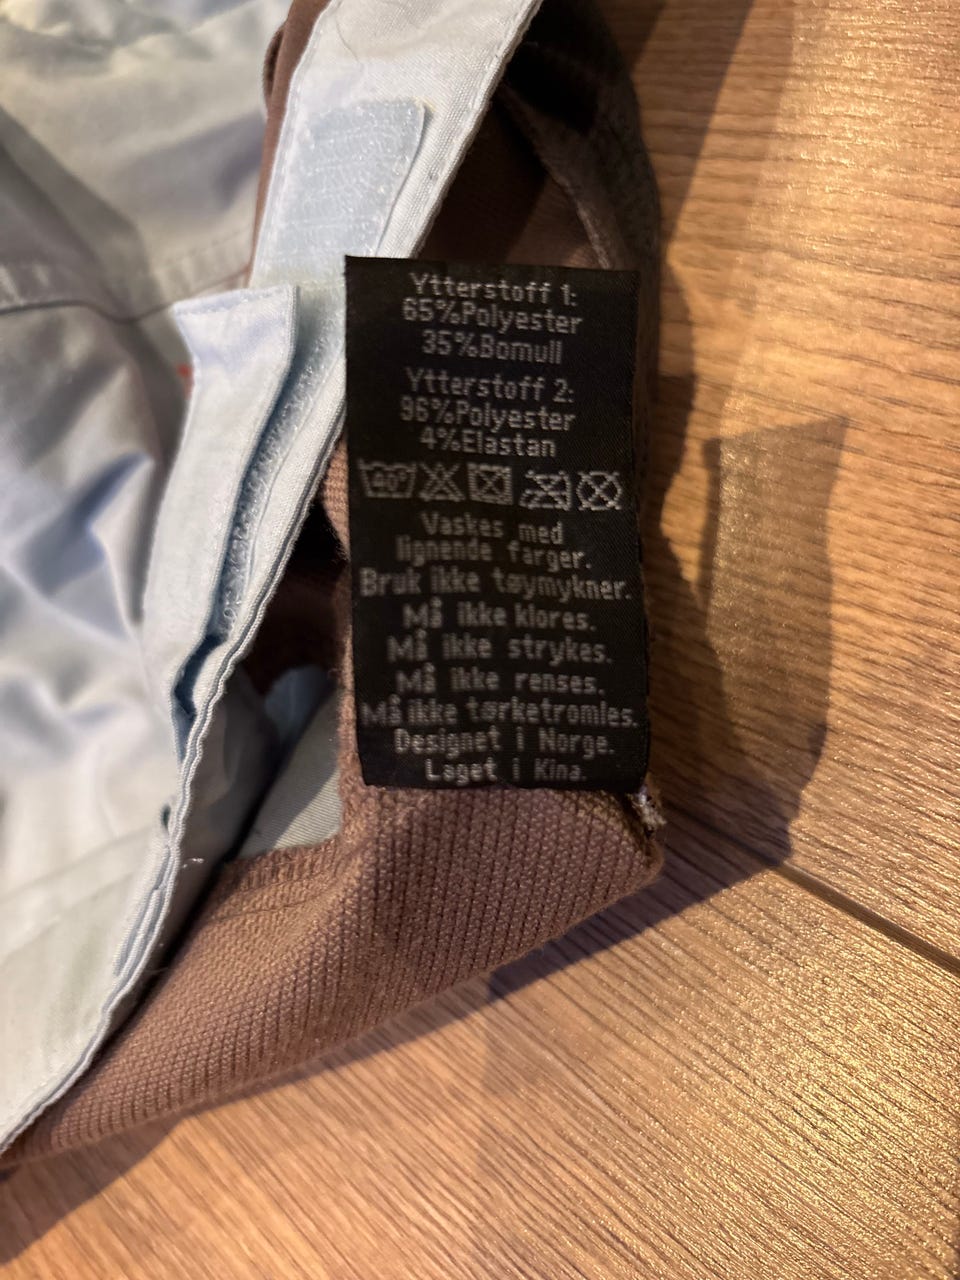 Ytterstoff 1:
65%Polyester
35%Bomull
Ytterstoff 2:
96%Polyester
4%Elastan
40°
Vaskes med
lignende farger.
Bruk ikke tøymykner.
Må ikke klores.
Må ikke strykes.
Må ikke renses.
Må ikke tørketromles.
Designet i Norge.
Laget i Kina.